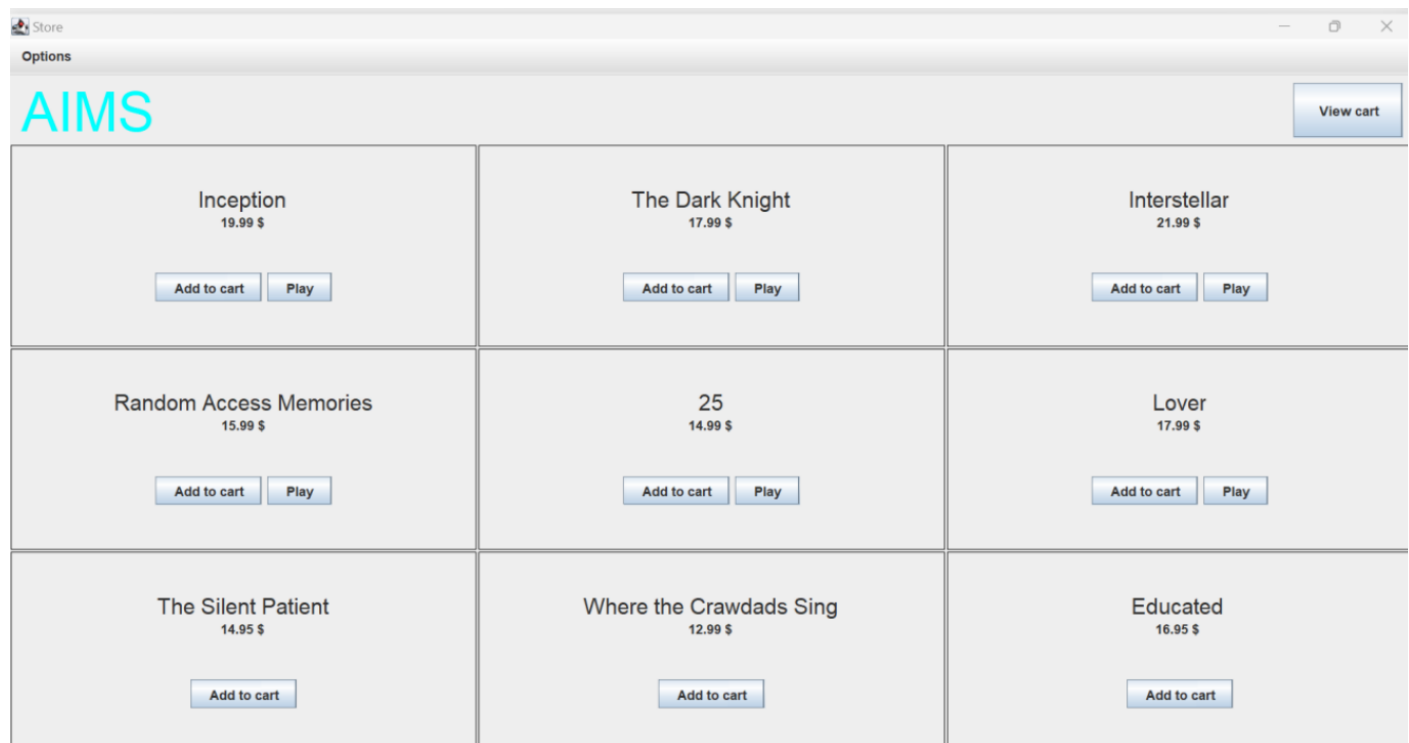 Store
Options
AIMS
View cart
Inception
19.99 $
Add to cart Play
The Dark Knight
17.99 $
Add to cart Play
Interstellar
21.99 $
Add to cart Play
Random Access Memories
15.99 $
Add to cart Play
25
14.99 $
Add to cart Play
Lover
17.99 $
Add to cart Play
The Silent Patient
14.95 $
Add to cart
Where the Crawdads Sing
12.99 $
Add to cart
Educated
16.95 $
Add to cart